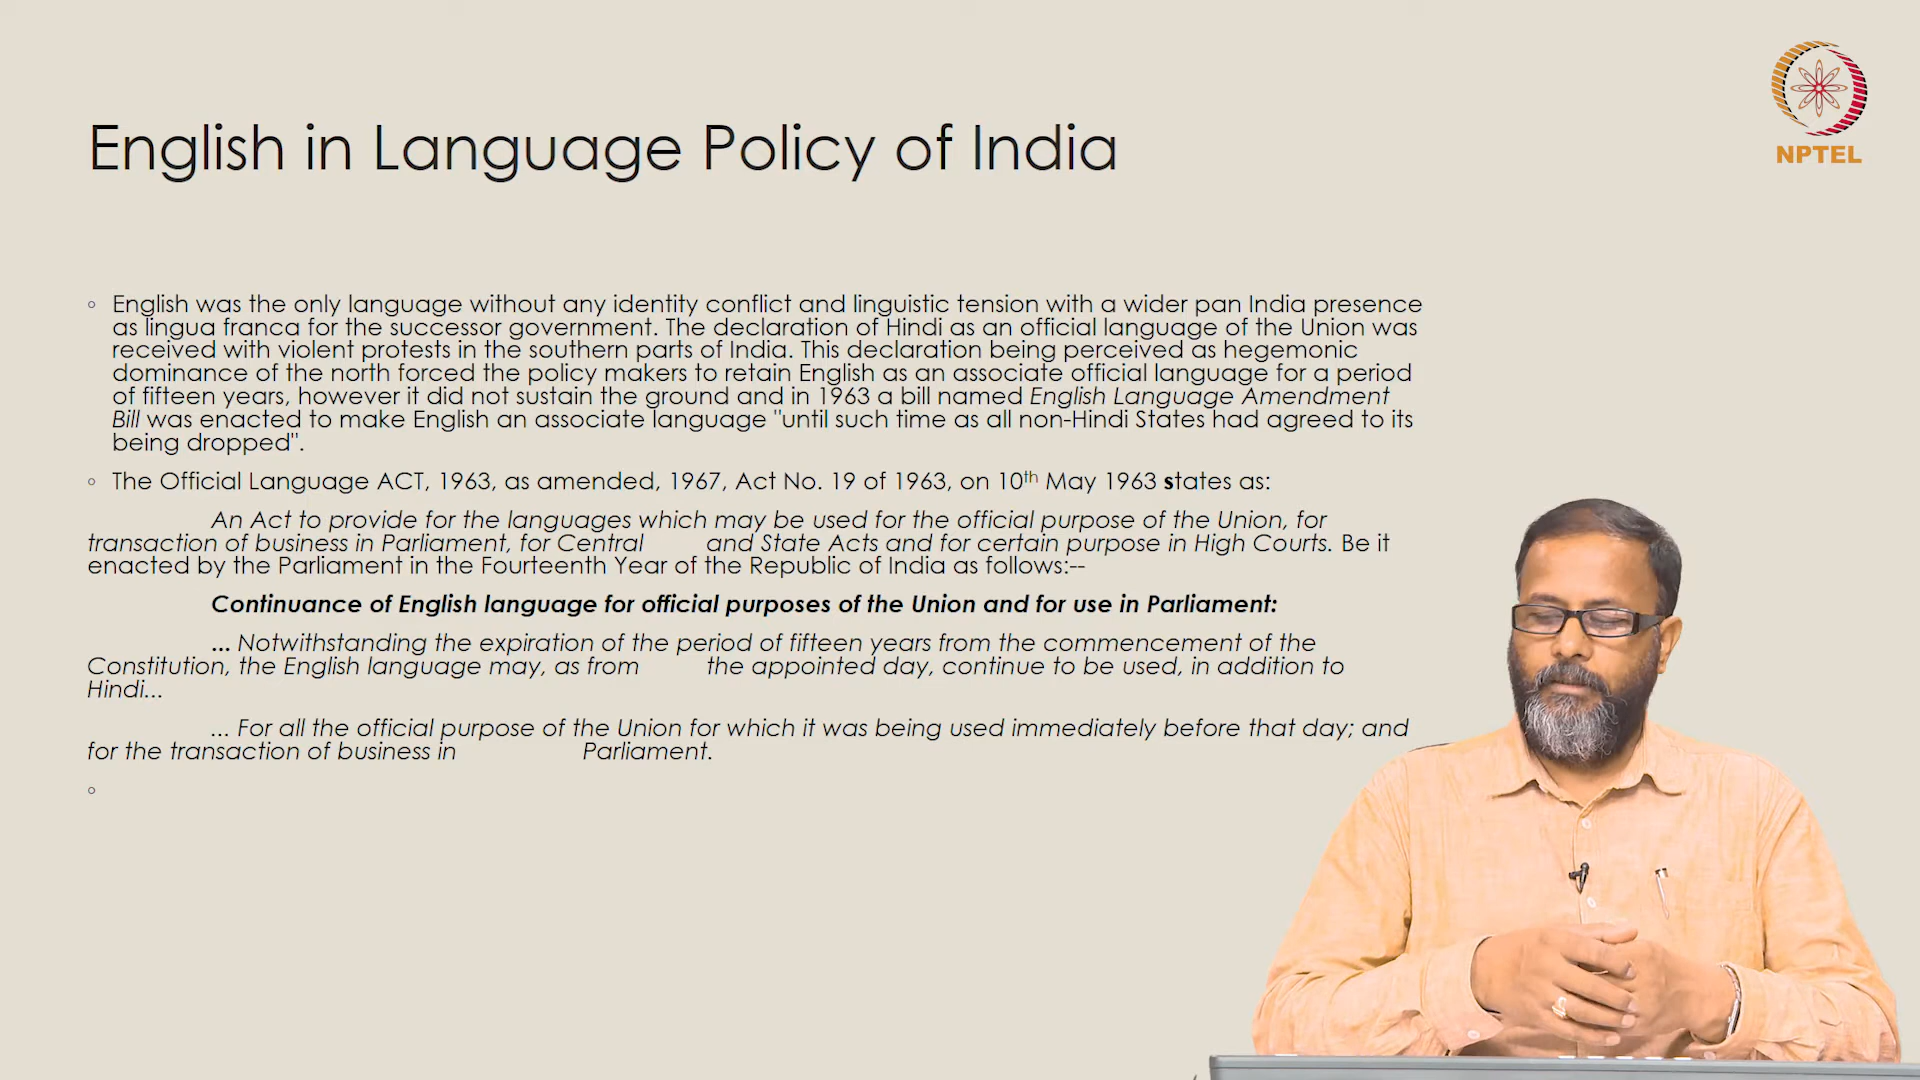 NPTEL
English in Language Policy of India
◦ English was the only language without any identity conflict and linguistic tension with a wider pan India presence
as lingua franca for the successor government. The declaration of Hindi as an official language of the Union was
received with violent protests in the southern parts of India. This declaration being perceived as hegemonic
dominance of the north forced the policy makers to retain English as an associate official language for a period
of fifteen years, however it did not sustain the ground and in 1963 a bill named English Language Amendment
Bill was enacted to make English an associate language "until such time as all non-Hindi States had agreed to its
being dropped".
◦ The Official Language ACT, 1963, as amended, 1967, Act No. 19 of 1963, on 10th May 1963 states as:
An Act to provide for the languages which may be used for the official purpose of the Union, for
transaction of business in Parliament, for Central and State Acts and for certain purpose in High Courts. Be it
enacted by the Parliament in the Fourteenth Year of the Republic of India as follows:--
Continuance of English language for official purposes of the Union and for use in Parliament:
... Notwithstanding the expiration of the period of fifteen years from the commencement of the
Constitution, the English language may, as from the appointed day, continue to be used, in addition to
Hindi...
... For all the official purpose of the Union for which it was being used immediately before that day; and
for the transaction of business in Parliament.
◦